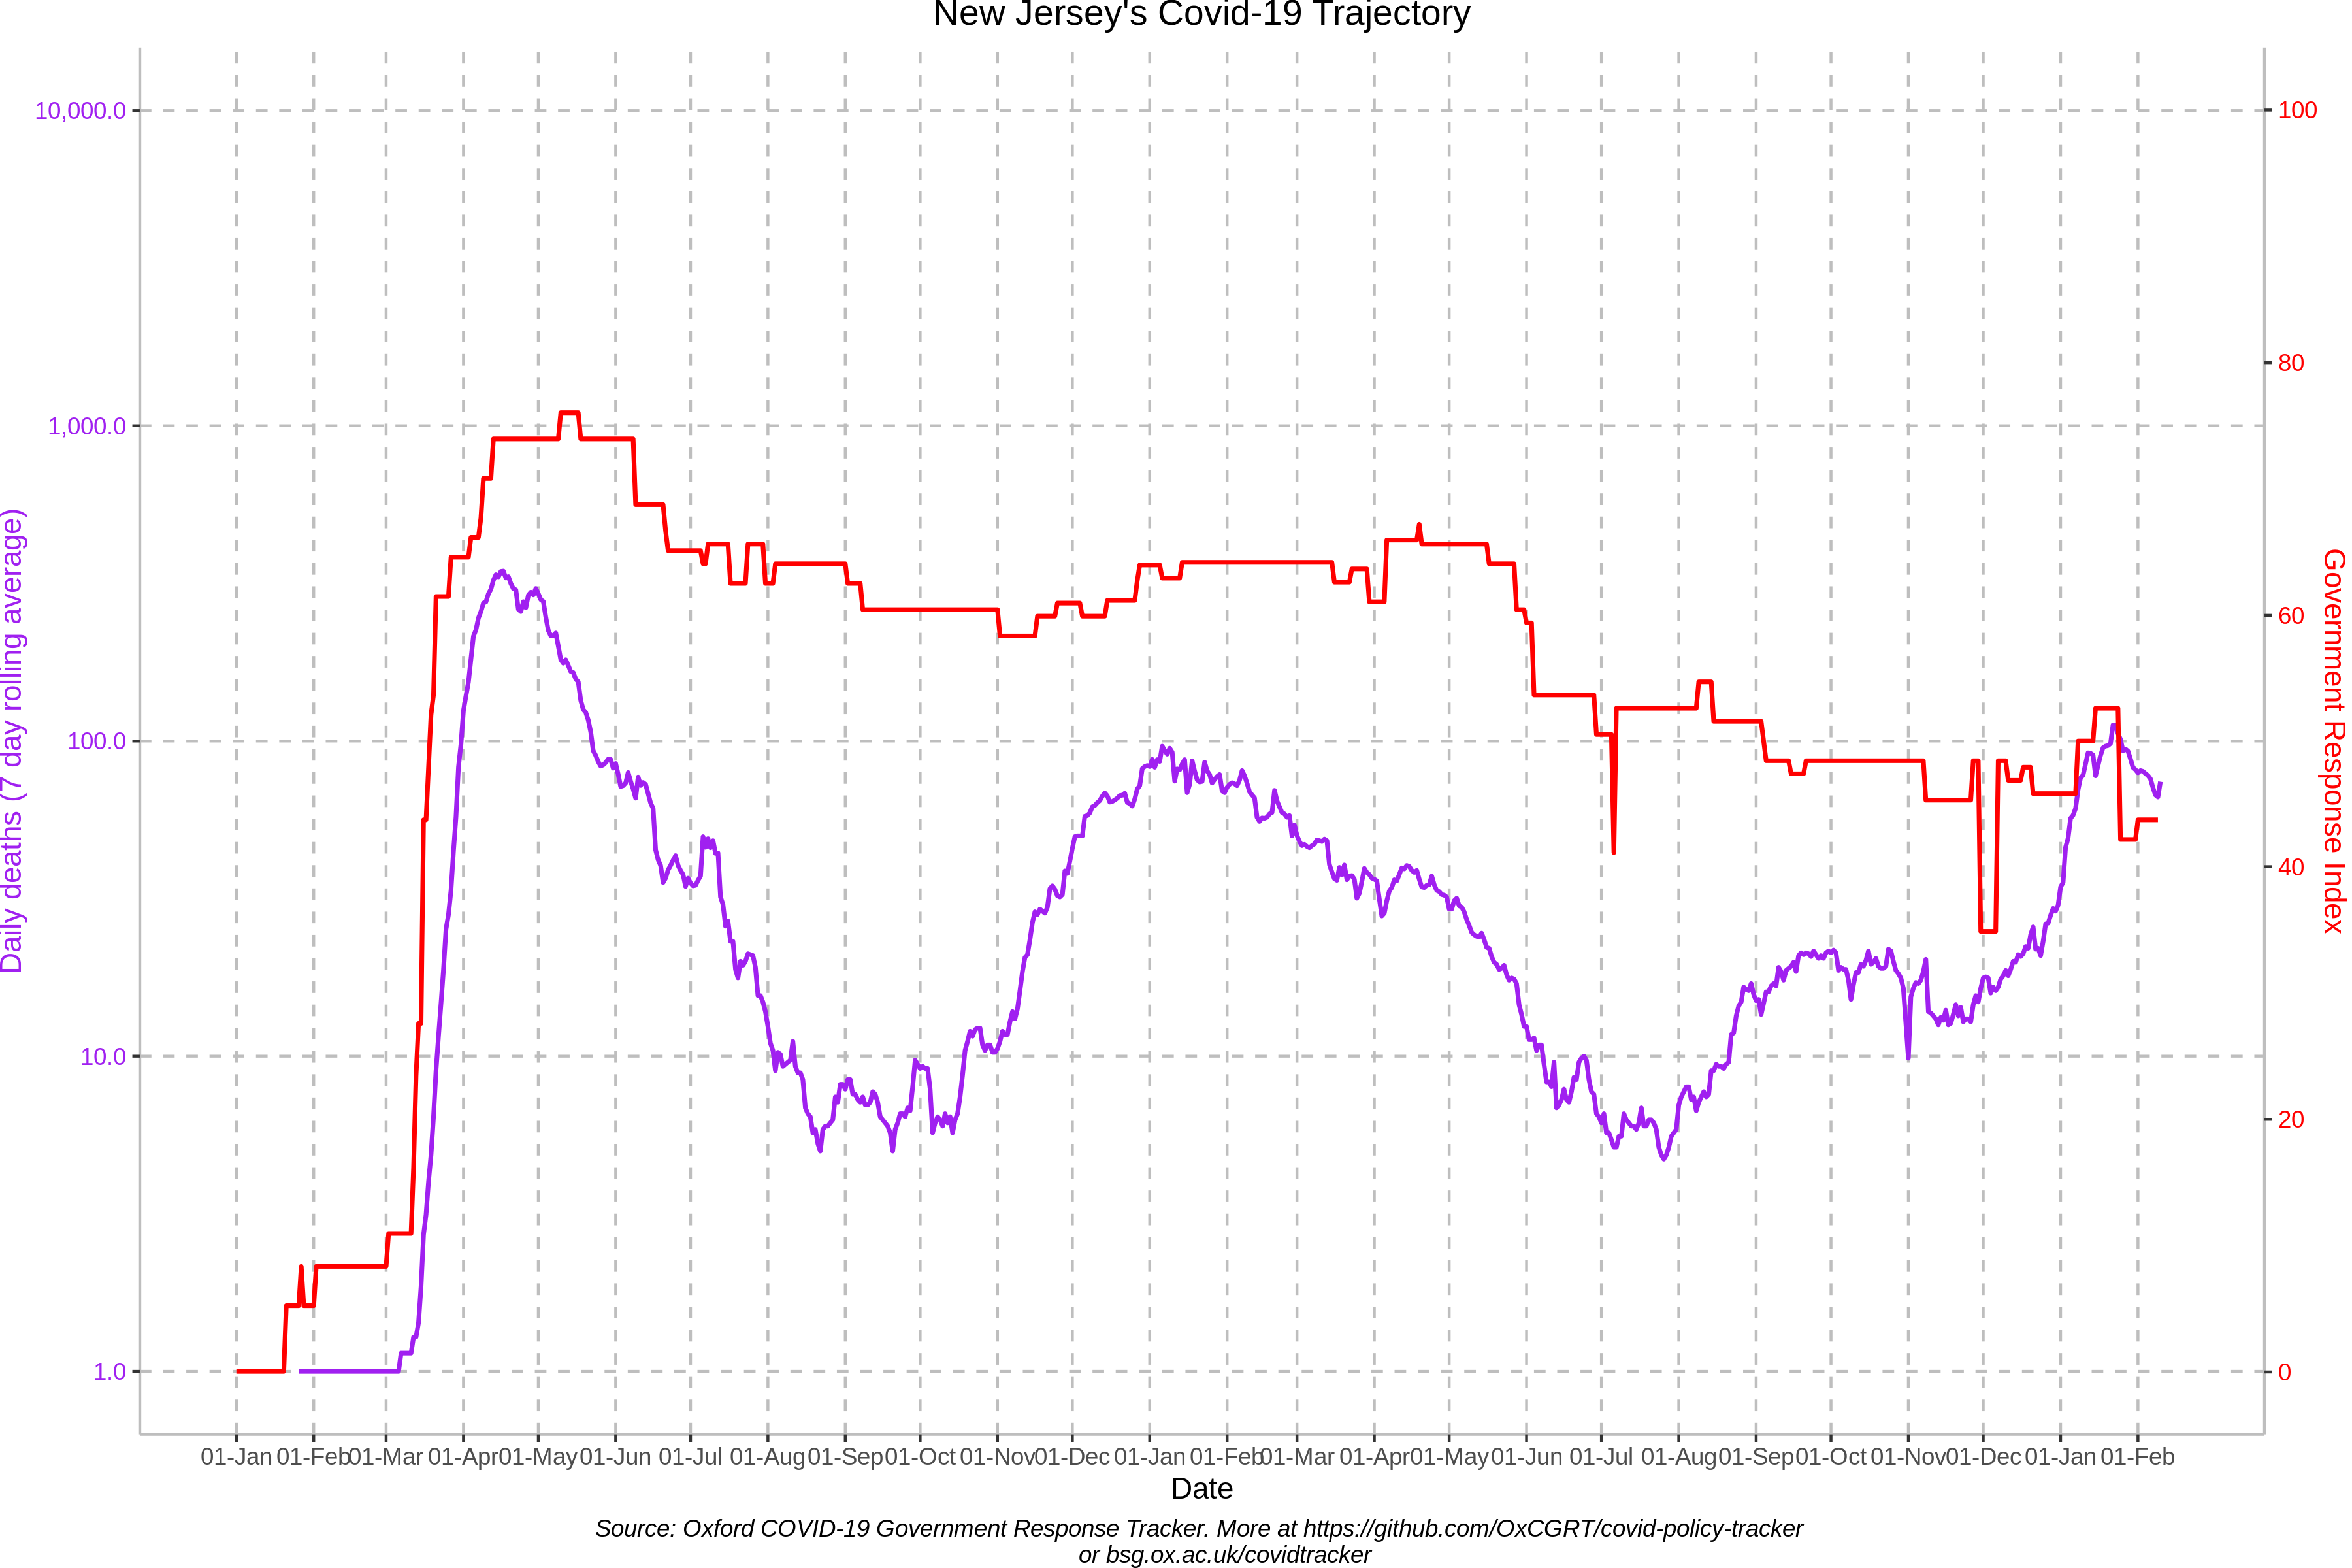 New Jersey's Covid-19 Trajectory
10,000.0
1,000.0
100.0
10.0
1.0
Daily deaths (7 day rolling average)
100
80
60
40
20
0
Government Response Index
01-Jan 01-Feb 01-Mar 01-Apr 01-May 01-Jun 01-Jul 01-Aug 01-Sep 01-Oct 01-Nov 01-Dec 01-Jan 01-Feb 01-Mar 01-Apr 01-May 01-Jun 01-Jul 01-Aug 01-Sep 01-Oct 01-Nov 01-Dec 01-Jan 01-Feb
Date
Source: Oxford COVID-19 Government Response Tracker. More at https://github.com/OxCGRT/covid-policy-tracker
or bsg.ox.ac.uk/covidtracker